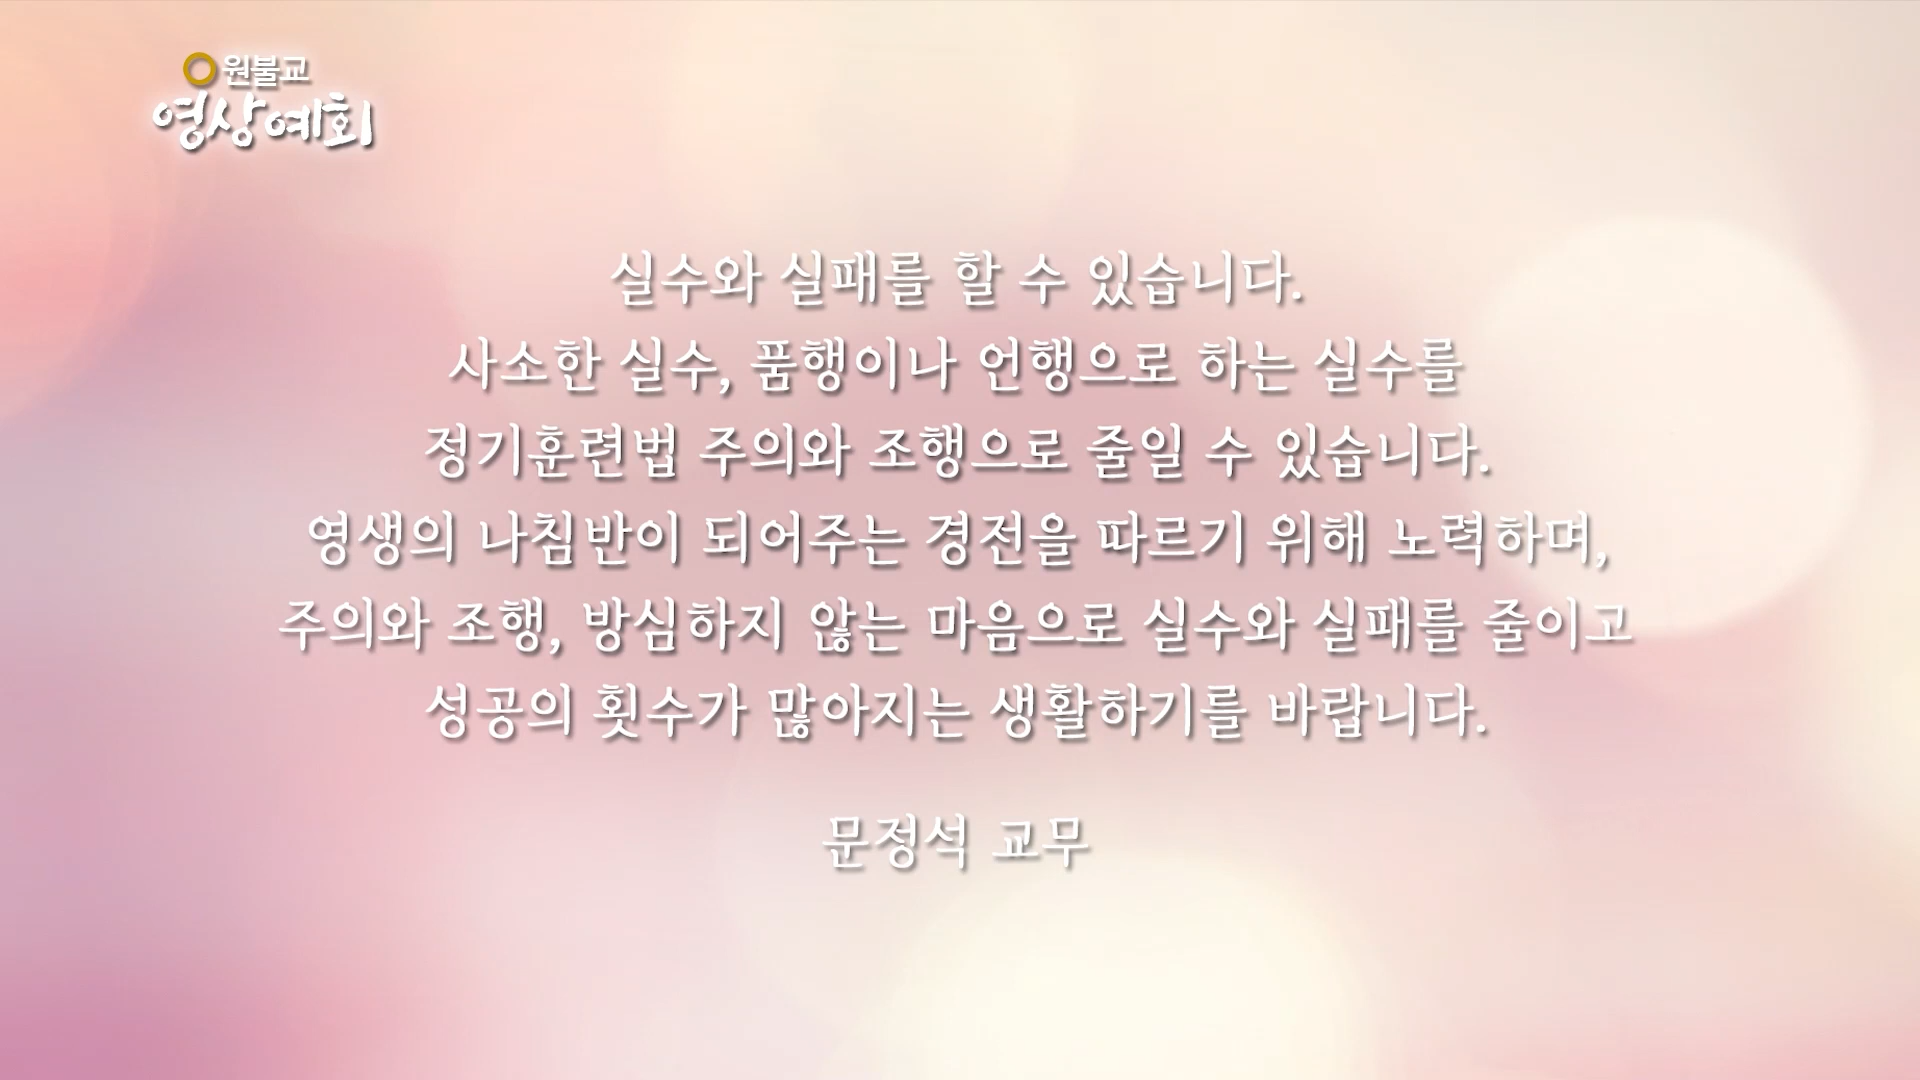 원불교
영상예회
실수와 실패를 할 수 있습니다.
사소한 실수, 품행이나 언행으로 하는 실수를
정기훈련법 주의와 조행으로 줄일 수 있습니다.
영생의 나침반이 되어주는 경전을 따르기 위해 노력하며,
주의와 조행, 방심하지 않는 마음으로 실수와 실패를 줄이고
성공의 횟수가 많아지는 생활하기를 바랍니다.
문정석 교무